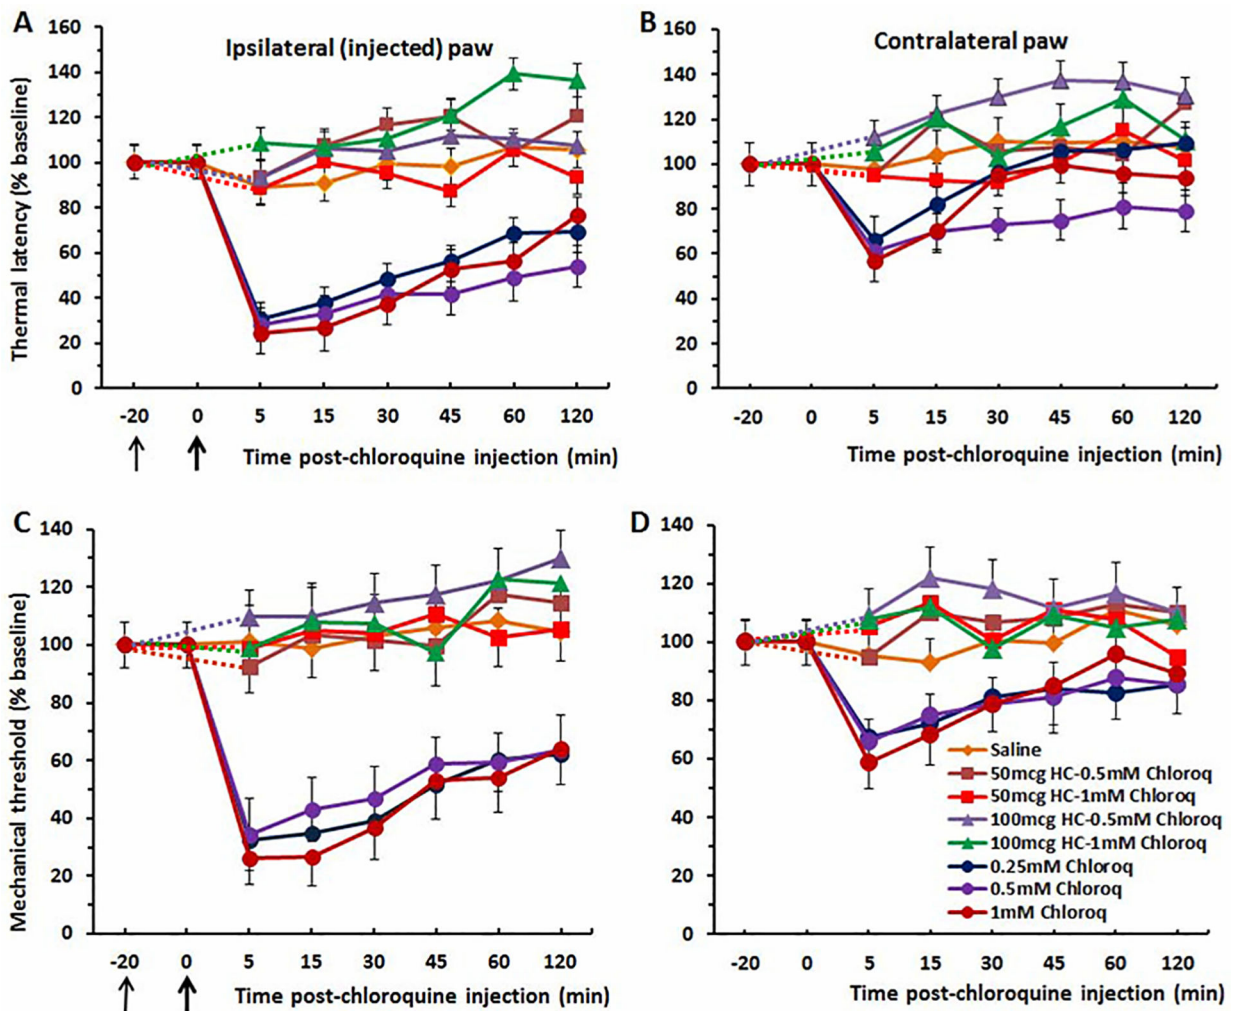 A
Ipsilateral (injected) paw
Thermal latency (% baseline)
160
140
120
100
80
60
40
20
0
-20 0 5 15 30 45 60 120
Time post-chloroquine injection (min)
B
Contralateral paw
160
140
120
100
80
60
40
20
0
-20 0 5 15 30 45 60 120
Time post-chloroquine injection (min)
C
Mechanical threshold (% baseline)
140
120
100
80
60
40
20
0
-20 0 5 15 30 45 60 120
Time post-chloroquine injection (min)
D
140
120
100
80
60
40
20
0
Saline
50mcg HC-0.5mM Chloroq
50mcg HC-1mM Chloroq
100mcg HC-0.5mM Chloroq
100mcg HC-1mM Chloroq
0.25mM Chloroq
0.5mM Chloroq
1mM Chloroq
-20 0 5 15 30 45 60 120
Time post-chloroquine injection (min)